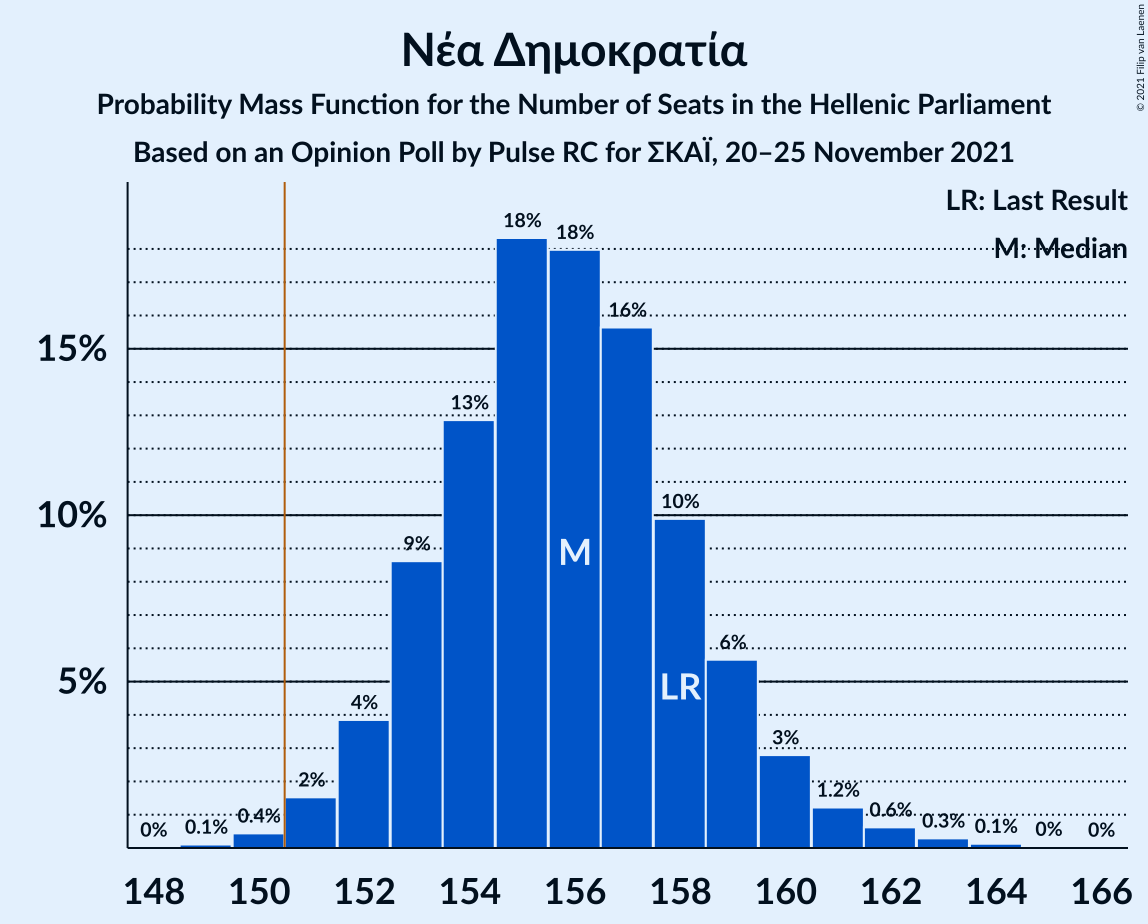 Νέα Δημοκρατία
Probability Mass Function for the Number of Seats in the Hellenic Parliament
Based on an Opinion Poll by Pulse RC for ΣΚΑΪ, 20–25 November 2021
© 2021 Filip van Laenen
LR: Last Result
M: Median
18%
18%
16%
15%
13%
10%
10%
9%
M
6%
LR
5%
4%
3%
2%
1.2%
0.6%
0.4%
0.3%
0.1%
0.1%
0%
0%
0%
148 150 152 154 156 158 160 162 164 166